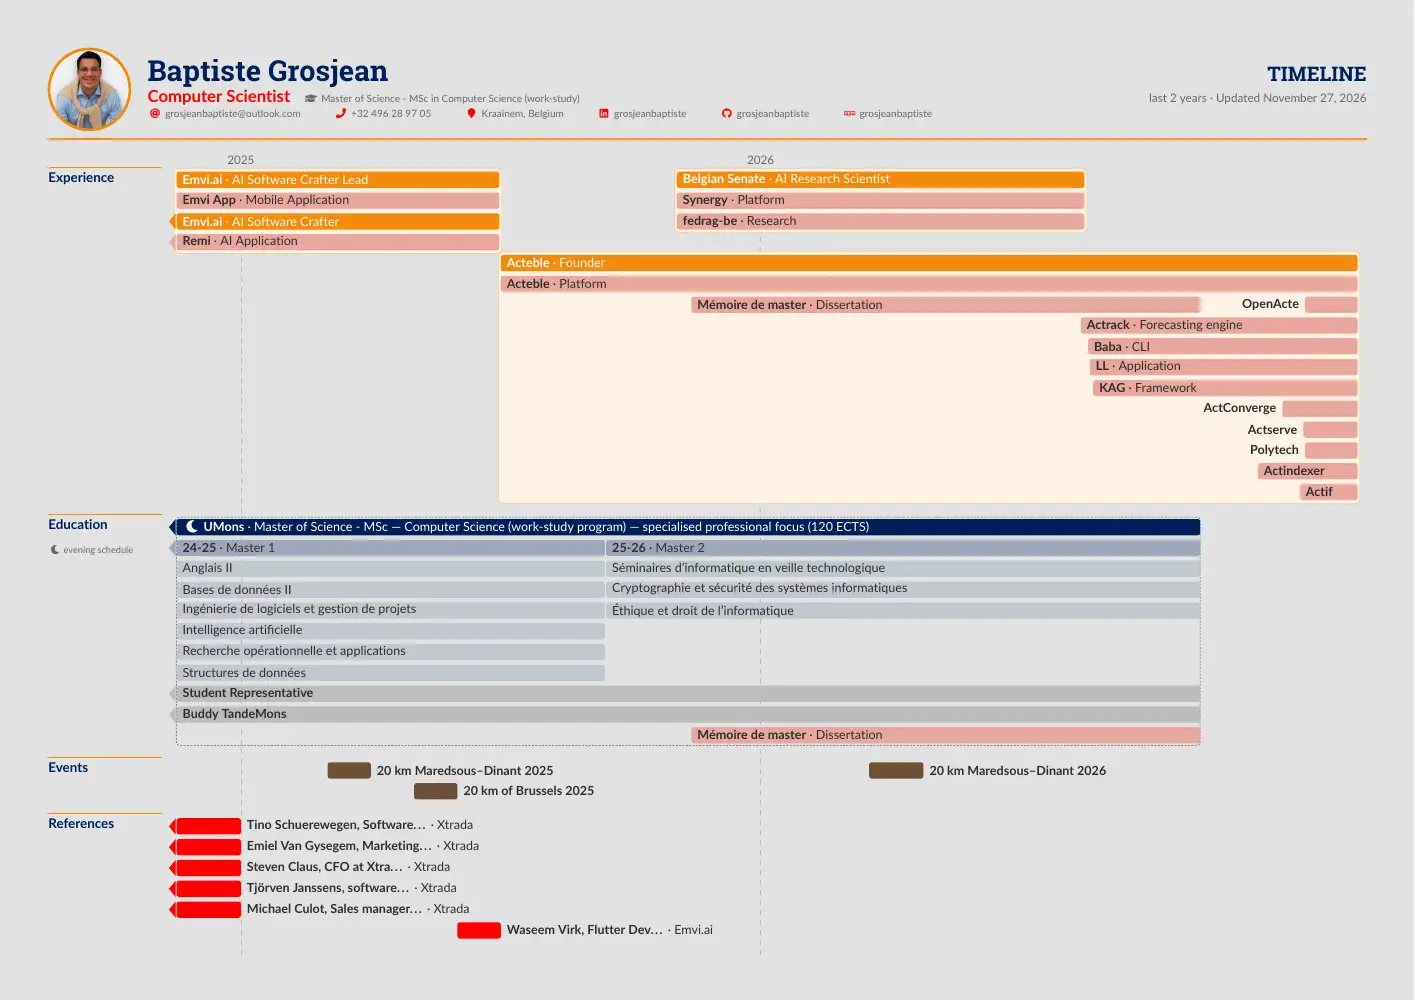 Baptiste Grosjean
TIMELINE
Computer Scientist Master of Science - MSc in Computer Science (work-study)
last 2 years · Updated November 27, 2026
grosjeanbaptiste@outlook.com +32 496 28 97 05 Kraainem, Belgium grosjeanbaptiste grosjeanbaptiste grosjeanbaptiste
2025 2026
Experience
Emvi.ai · AI Software Crafter Lead
Belgian Senate · AI Research Scientist
Emvi App · Mobile Application
Synergy · Platform
Emvi.ai · AI Software Crafter
fedrag-be · Research
Remi · AI Application
Acteble · Founder
Acteble · Platform
Mémoire de master · Dissertation
OpenActe
Actrack · Forecasting engine
Baba · CLI
LL · Application
KAG · Framework
ActConverge
Actserve
Polytech
Actindexer
Actif
Education
UMons · Master of Science - MSc — Computer Science (work-study program) — specialised professional focus (120 ECTS)
evening schedule
24-25 · Master 1
25-26 · Master 2
Anglais II
Séminaires d'informatique en veille technologique
Bases de données II
Cryptographie et sécurité des systèmes informatiques
Ingénierie de logiciels et gestion de projets
Éthique et droit de l'informatique
Intelligence artificielle
Recherche opérationnelle et applications
Structures de données
Student Representative
Buddy TandeMons
Mémoire de master · Dissertation
Events
20 km Maredsous–Dinant 2025
20 km Maredsous–Dinant 2026
20 km of Brussels 2025
References
Tino Schuerewegen, Software… · Xtrada
Emiel Van Gysegem, Marketing… · Xtrada
Steven Claus, CFO at Xtra… · Xtrada
Tjörven Janssens, software… · Xtrada
Michael Culot, Sales manager… · Xtrada
Waseem Virk, Flutter Dev… · Emvi.ai